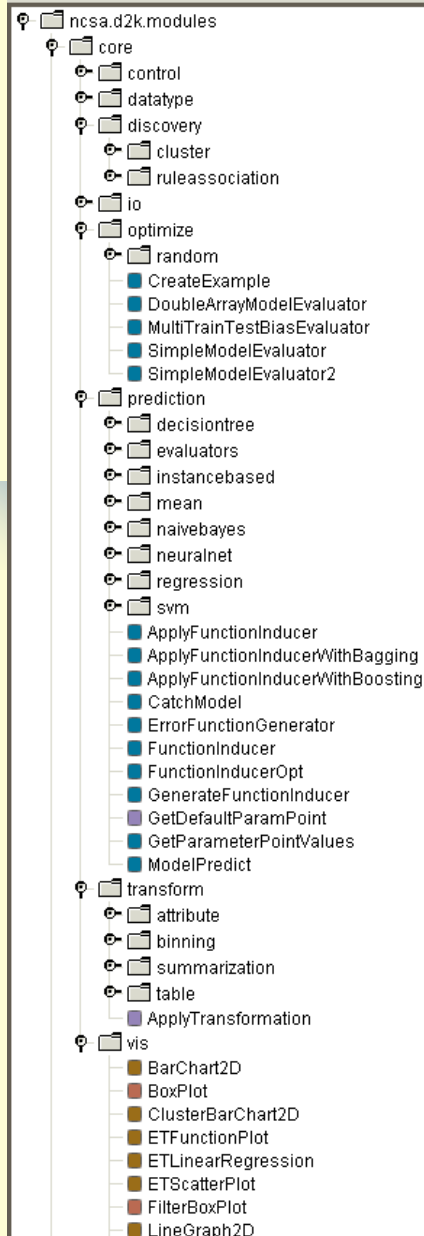 ncsa.d2k.modules
core
control
datatype
discovery
cluster
ruleassociation
io
optimize
random
CreateExample
DoubleArrayModelEvaluator
MultiTrainTestBiasEvaluator
SimpleModelEvaluator
SimpleModelEvaluator2
prediction
decisiontree
evaluators
instancebased
mean
naivebayes
neuralnet
regression
svm
ApplyFunctionInducer
ApplyFunctionInducerWithBagging
ApplyFunctionInducerWithBoosting
CatchModel
ErrorFunctionGenerator
FunctionInducer
FunctionInducerOpt
GenerateFunctionInducer
GetDefaultParamPoint
GetParameterPointValues
ModelPredict
transform
attribute
binning
summarization
table
ApplyTransformation
vis
BarChart2D
BoxPlot
ClusterBarChart2D
ETFunctionPlot
ETLinearRegression
ETScatterPlot
FilterBoxPlot
LineGraph2D